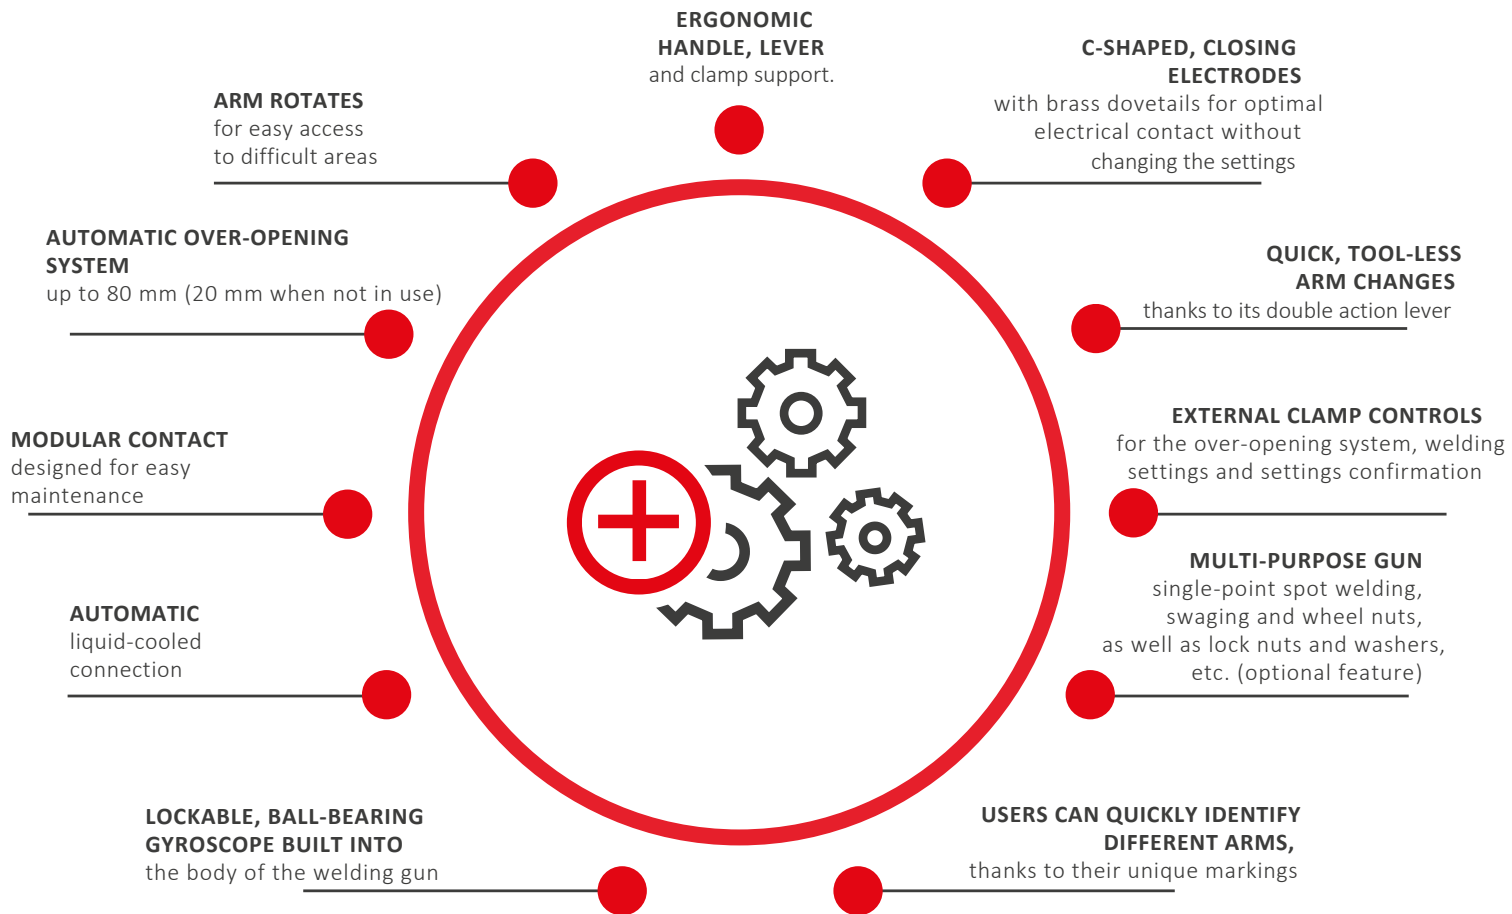 ERGONOMIC
HANDLE, LEVER
and clamp support.
C-SHAPED, CLOSING
ELECTRODES
with brass dovetails for optimal
electrical contact without
changing the settings
ARM ROTATES
for easy access
to difficult areas
AUTOMATIC OVER-OPENING
SYSTEM
up to 80 mm (20 mm when not in use)
QUICK, TOOL-LESS
ARM CHANGES
thanks to its double action lever
MODULAR CONTACT
designed for easy
maintenance
EXTERNAL CLAMP CONTROLS
for the over-opening system, welding
settings and settings confirmation
AUTOMATIC
liquid-cooled
connection
MULTI-PURPOSE GUN
single-point spot welding,
swaging and wheel nuts,
as well as lock nuts and washers,
etc. (optional feature)
LOCKABLE, BALL-BEARING
GYROSCOPE BUILT INTO
the body of the welding gun
USERS CAN QUICKLY IDENTIFY
DIFFERENT ARMS,
thanks to their unique markings